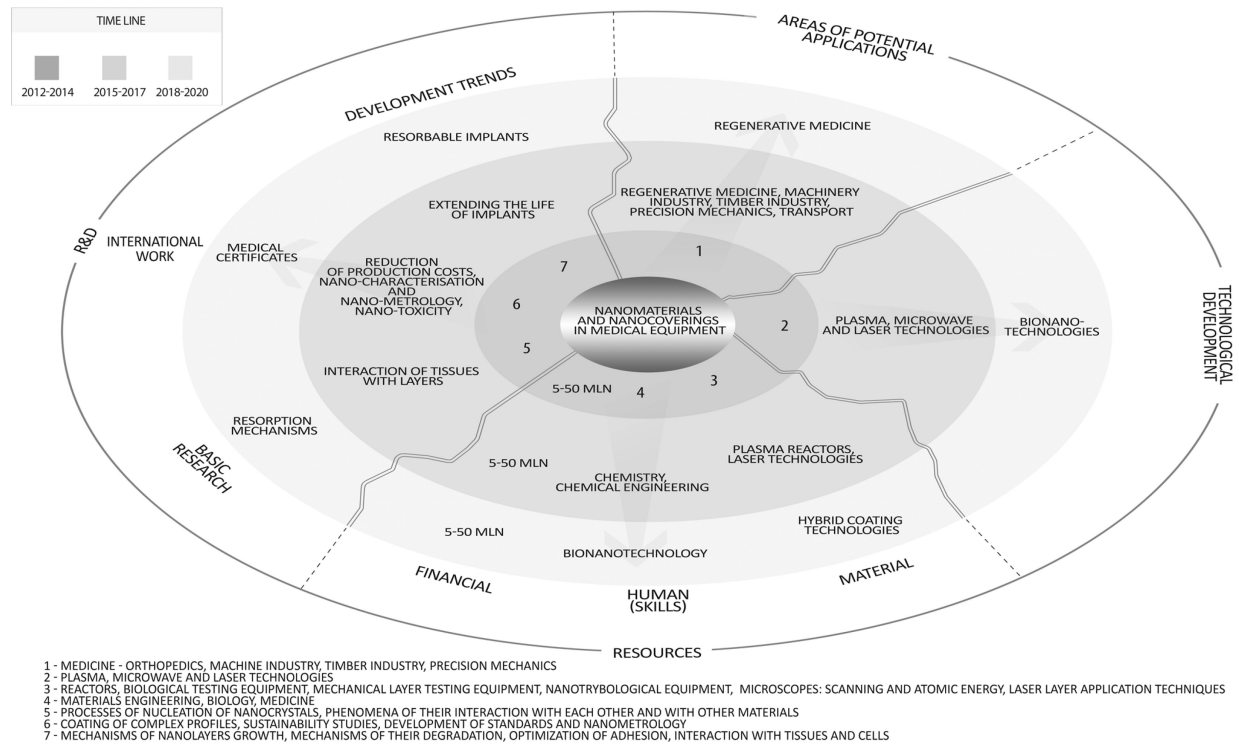 TIME LINE
2012-2014
2015-2017
2018-2020
DEVELOPMENT TRENDS
AREAS OF POTENTIAL
APPLICATIONS
RESORBABLE IMPLANTS
REGENERATIVE MEDICINE
EXTENDING THE LIFE
OF IMPLANTS
REGENERATIVE MEDICINE, MACHINERY
INDUSTRY, TIMBER INDUSTRY,
PRECISION MECHANICS, TRANSPORT
R&D
INTERNATIONAL
WORK
MEDICAL
CERTIFICATES
REDUCTION
OF PRODUCTION COSTS,
NANO-CHARACTERISATION
AND
NANO-METROLOGY,
NANO-TOXICITY
7
1
6
5
NANOMATERIALS
AND NANOCOVERINGS
IN MEDICAL EQUIPMENT
2
PLASMA, MICROWAVE
AND LASER TECHNOLOGIES
BIONANO-
TECHNOLOGIES
TECHNOLOGICAL
DEVELOPMENT
INTERACTION OF TISSUES
WITH LAYERS
5-50 MLN
4
3
RESORPTION
MECHANISMS
BASIC
RESEARCH
5-50 MLN
CHEMISTRY,
CHEMICAL ENGINEERING
PLASMA REACTORS,
LASER TECHNOLOGIES
5-50 MLN
BIONANOTECHNOLOGY
HYBRID COATING
TECHNOLOGIES
FINANCIAL
HUMAN
(SKILLS)
MATERIAL
RESOURCES
1 - MEDICINE - ORTHOPEDICS, MACHINE INDUSTRY, TIMBER INDUSTRY, PRECISION MECHANICS
2 - PLASMA, MICROWAVE AND LASER TECHNOLOGIES
3 - REACTORS, BIOLOGICAL TESTING EQUIPMENT, MECHANICAL LAYER TESTING EQUIPMENT, NANOTRYBOLOGICAL EQUIPMENT, MICROSCOPES: SCANNING AND ATOMIC ENERGY, LASER LAYER APPLICATION TECHNIQUES
4 - MATERIALS ENGINEERING, BIOLOGY, MEDICINE
5 - PROCESSES OF NUCLEATION OF NANOCRYSTALS, PHENOMENA OF THEIR INTERACTION WITH EACH OTHER AND WITH OTHER MATERIALS
6 - COATING OF COMPLEX PROFILES, SUSTAINABILITY STUDIES, DEVELOPMENT OF STANDARDS AND NANOMETROLOGY
7 - MECHANISMS OF NANOLAYERS GROWTH, MECHANISMS OF THEIR DEGRADATION, OPTIMIZATION OF ADHESION, INTERACTION WITH TISSUES AND CELLS